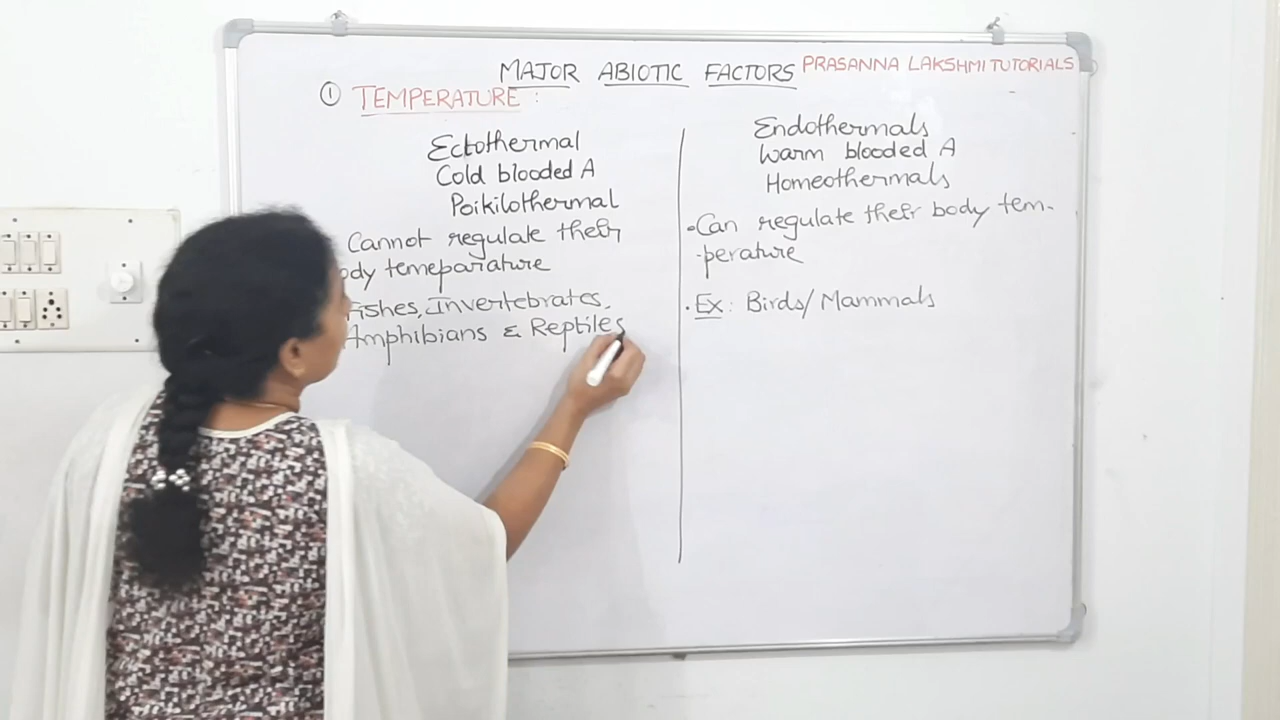 MAJOR ABIOTIC FACTORS PRASANNA LAKSHMI TUTORIALS
① TEMPERATURE :
Ectothermal
Cold blooded A
Poikilothermal
Cannot regulate their
ody temeparature
Fishes, Invertebrates,
Amphibians & Reptiles
Endothermals
Warm blooded A
Homeothermals
•Can regulate their body tem-
-perature
•Ex: Birds/Mammals